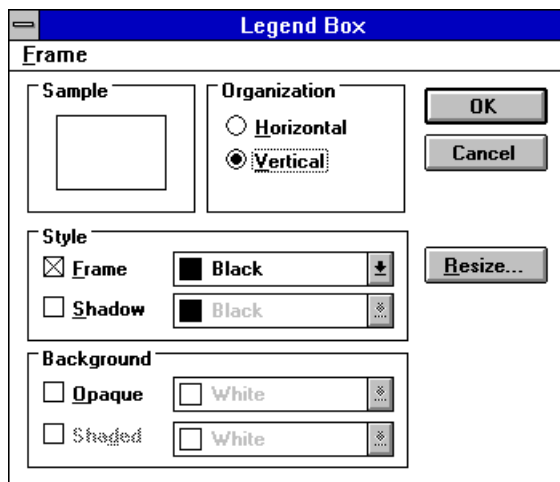 Legend Box
Frame
Sample
Organization
Horizontal
Vertical
OK
Cancel
Style
Frame
Black
Shadow
Black
Resize...
Background
Opaque
White
Shaded
White